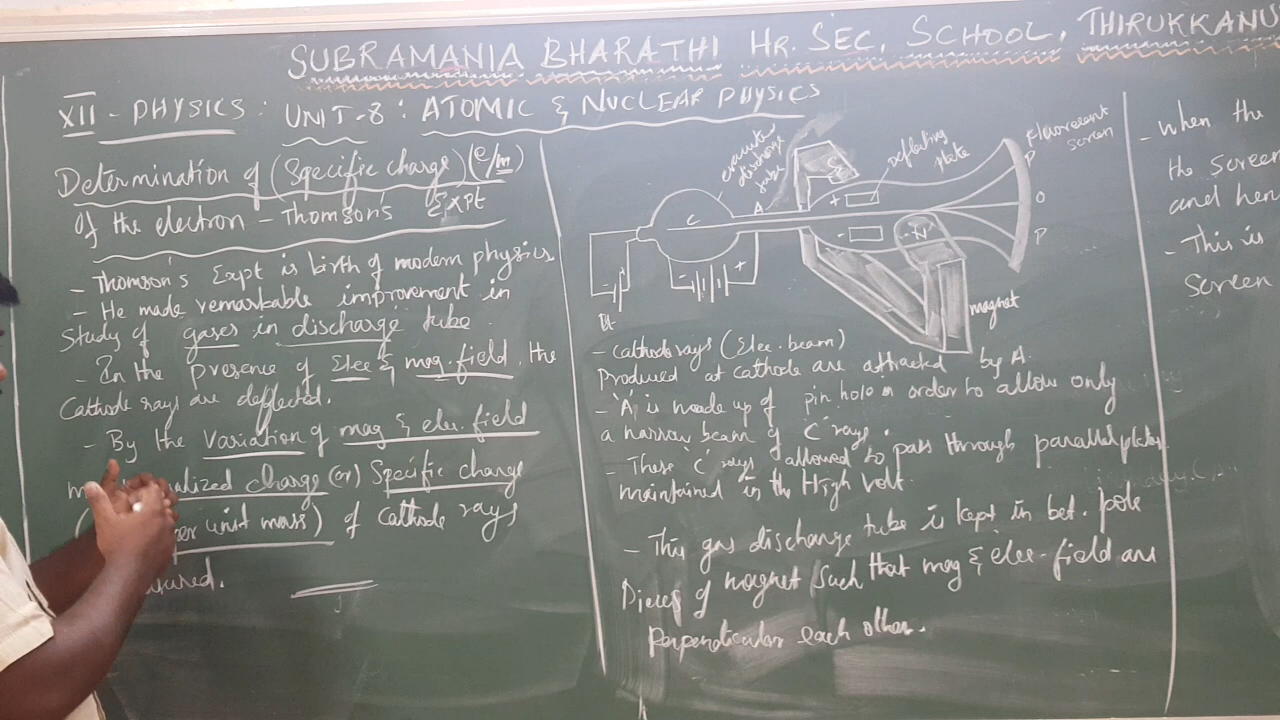 SUBRAMANIA BHARATHI HR. SEC. SCHOOL, THIRUKKANU
XII - PHYSICS : UNIT-8 : ATOMIC & NUCLEAR PHYSICS
Determination of (Specific charge) (e/m)
of the electron - Thomson's Expt
- Thomson's Expt is birth of modern physics
- He made remarkable improvement in
Study of gases in discharge tube.
- In the presence of Elec & mag. field, the
Cathode rays are deflected.
- By the Variation of mag & elec. field
alized charge (or) Specific charge
er unit mass) of Cathode rays
ured.
evacuated
discharge
tube
deflecting
plate
Fluorescent
screen
C
A
S
+
-
N
P
O
P
+
magnet
- Cathode rays (Elec. beam)
Produced at cathode are attracted by A.
- 'A' is made up of pin hole in order to allow only
a narrow beam of 'C' rays.
- These 'C' rays allowed to pass through parallel plates
maintained in the High volt.
- This gas discharge tube is kept in bet. pole
Pieces of magnet such that mag & elec-field are
perpendicular each other.
- when the
the screen
and hen
- This is
Screen